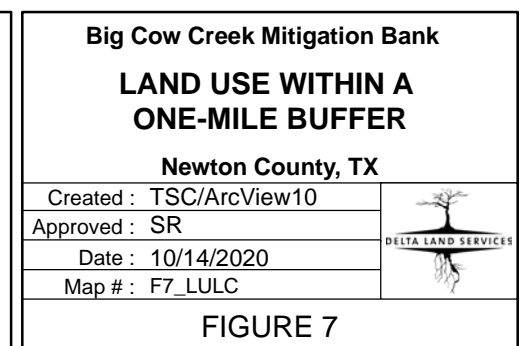 Big Cow Creek Mitigation Bank
LAND USE WITHIN A
ONE-MILE BUFFER
Newton County, TX
Created : TSC/ArcView10
Approved : SR
Date : 10/14/2020
Map # : F7_LULC
DELTA LAND SERVICES
FIGURE 7